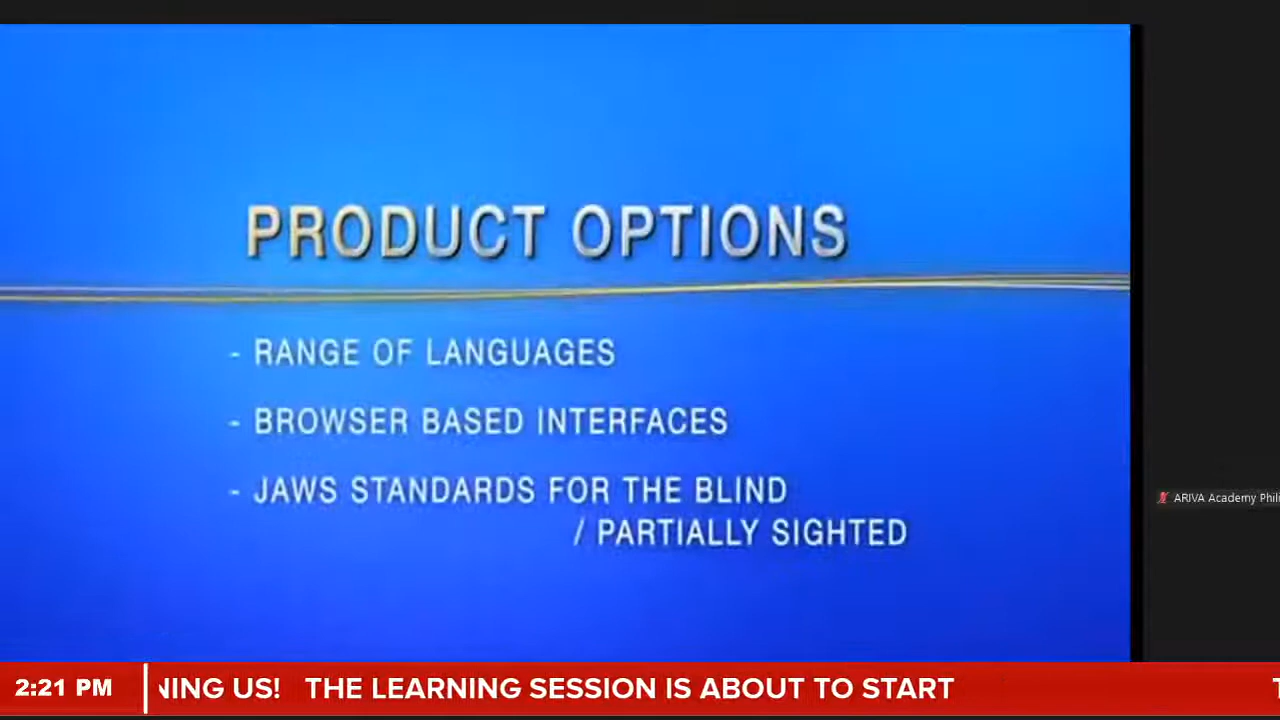 PRODUCT OPTIONS
- RANGE OF LANGUAGES
- BROWSER BASED INTERFACES
- JAWS STANDARDS FOR THE BLIND
/ PARTIALLY SIGHTED
ARIVA Academy Phili
2:21 PM
NING US! THE LEARNING SESSION IS ABOUT TO START